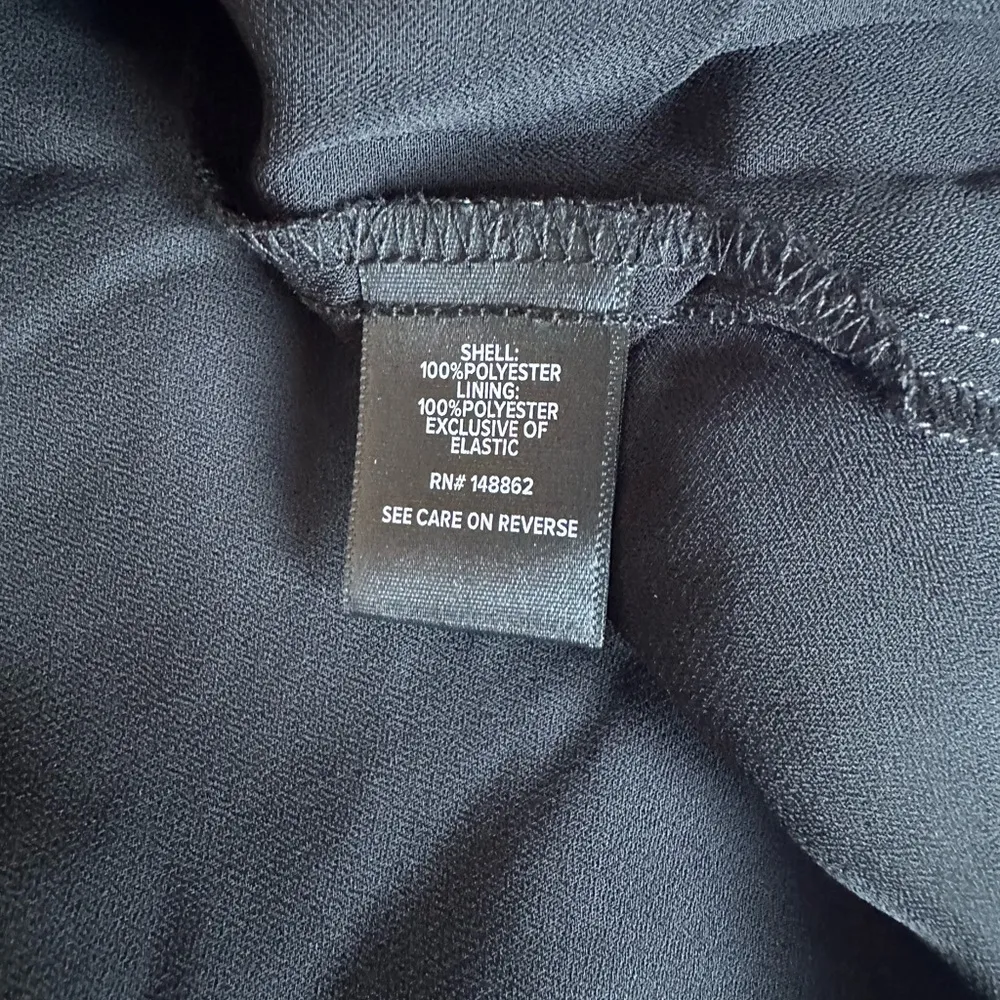 SHELL:
100%POLYESTER
LINING:
100%POLYESTER
EXCLUSIVE OF
ELASTIC
RN# 148862
SEE CARE ON REVERSE